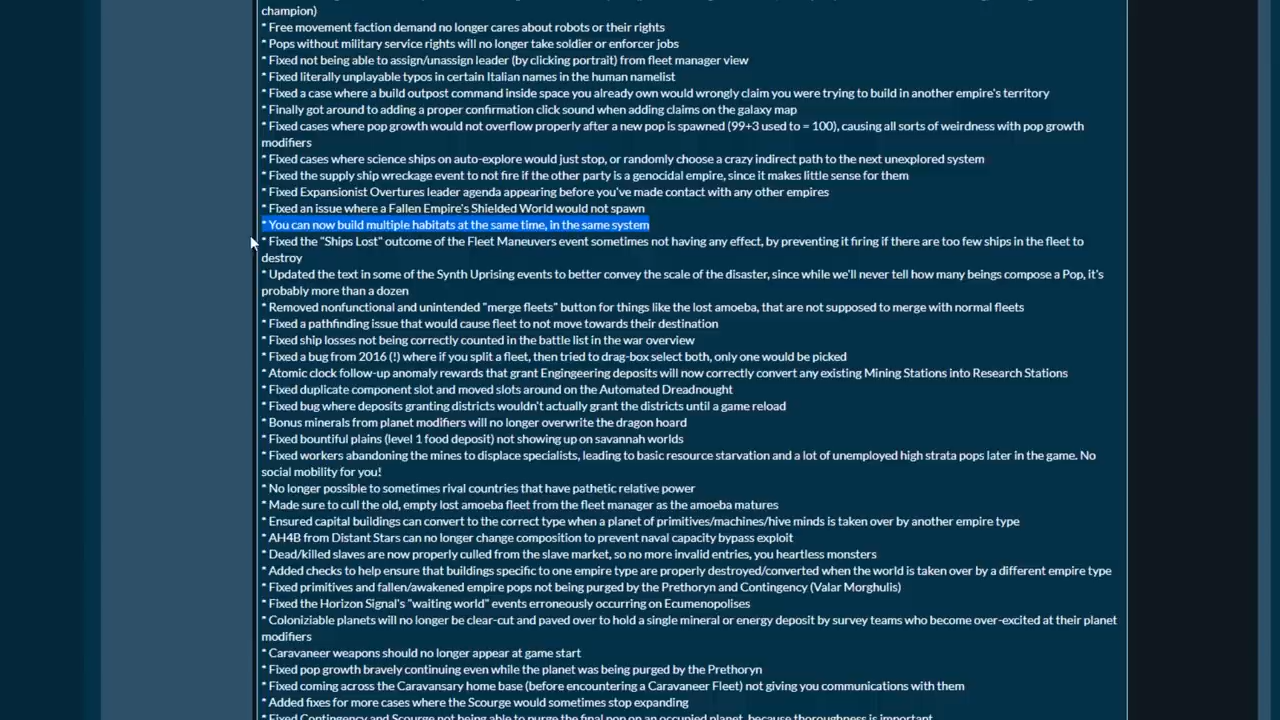 champion)
* Free movement faction demand no longer cares about robots or their rights
* Pops without military service rights will no longer take soldier or enforcer jobs
* Fixed not being able to assign/unassign leader (by clicking portrait) from fleet manager view
* Fixed literally unplayable typos in certain Italian names in the human namelist
* Fixed a case where a build outpost command inside space you already own would wrongly claim you were trying to build in another empire's territory
* Finally got around to adding a proper confirmation click sound when adding claims on the galaxy map
* Fixed cases where pop growth would not overflow properly after a new pop is spawned (99+3 used to = 100), causing all sorts of weirdness with pop growth
modifiers
* Fixed cases where science ships on auto-explore would just stop, or randomly choose a crazy indirect path to the next unexplored system
* Fixed the supply ship wreckage event to not fire if the other party is a genocidal empire, since it makes little sense for them
* Fixed Expansionist Overtures leader agenda appearing before you've made contact with any other empires
* Fixed an issue where a Fallen Empire's Shielded World would not spawn
* You can now build multiple habitats at the same time, in the same system
* Fixed the "Ships Lost" outcome of the Fleet Maneuvers event sometimes not having any effect, by preventing it firing if there are too few ships in the fleet to
destroy
* Updated the text in some of the Synth Uprising events to better convey the scale of the disaster, since while we'll never tell how many beings compose a Pop, it's
probably more than a dozen
* Removed nonfunctional and unintended "merge fleets" button for things like the lost amoeba, that are not supposed to merge with normal fleets
* Fixed a pathfinding issue that would cause fleet to not move towards their destination
* Fixed ship losses not being correctly counted in the battle list in the war overview
* Fixed a bug from 2016 (!) where if you split a fleet, then tried to drag-box select both, only one would be picked
* Atomic clock follow-up anomaly rewards that grant Engingeering deposits will now correctly convert any existing Mining Stations into Research Stations
* Fixed duplicate component slot and moved slots around on the Automated Dreadnought
* Fixed bug where deposits granting districts wouldn't actually grant the districts until a game reload
* Bonus minerals from planet modifiers will no longer overwrite the dragon hoard
* Fixed bountiful plains (level 1 food deposit) not showing up on savannah worlds
* Fixed workers abandoning the mines to displace specialists, leading to basic resource starvation and a lot of unemployed high strata pops later in the game. No
social mobility for you!
* No longer possible to sometimes rival countries that have pathetic relative power
* Made sure to cull the old, empty lost amoeba fleet from the fleet manager as the amoeba matures
* Ensured capital buildings can convert to the correct type when a planet of primitives/machines/hive minds is taken over by another empire type
* AH4B from Distant Stars can no longer change composition to prevent naval capacity bypass exploit
* Dead/killed slaves are now properly culled from the slave market, so no more invalid entries, you heartless monsters
* Added checks to help ensure that buildings specific to one empire type are properly destroyed/converted when the world is taken over by a different empire type
* Fixed primitives and fallen/awakened empire pops not being purged by the Prethoryn and Contingency (Valar Morghulis)
* Fixed the Horizon Signal's "waiting world" events erroneously occurring on Ecumenopolises
* Coloniziable planets will no longer be clear-cut and paved over to hold a single mineral or energy deposit by survey teams who become over-excited at their planet
modifiers
* Caravaneer weapons should no longer appear at game start
* Fixed pop growth bravely continuing even while the planet was being purged by the Prethoryn
* Fixed coming across the Caravansary home base (before encountering a Caravaneer Fleet) not giving you communications with them
* Added fixes for more cases where the Scourge would sometimes stop expanding
* Fixed Contingency and Scourge not being able to purge the final pop on an occupied planet, because thoroughness is important